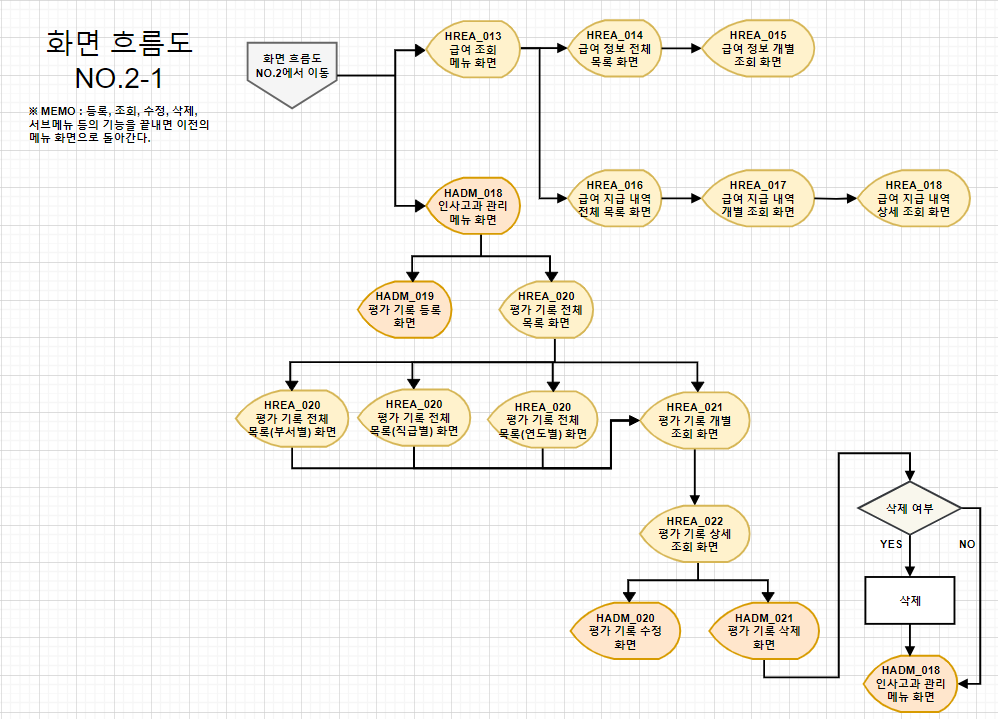 화면 흐름도
NO.2-1
※ MEMO : 등록, 조회, 수정, 삭제,
서브메뉴 등의 기능을 끝내면 이전의
메뉴 화면으로 돌아간다.
화면 흐름도
NO.2에서 이동
HREA_013
급여 조회
메뉴 화면
HREA_014
급여 정보 전체
목록 화면
HREA_015
급여 정보 개별
조회 화면
HADM_018
인사고과 관리
메뉴 화면
HREA_016
급여 지급 내역
전체 목록 화면
HREA_017
급여 지급 내역
개별 조회 화면
HREA_018
급여 지급 내역
상세 조회 화면
HADM_019
평가 기록 등록
화면
HREA_020
평가 기록 전체
목록 화면
HREA_020
평가 기록 전체
목록(부서별) 화면
HREA_020
평가 기록 전체
목록(직급별) 화면
HREA_020
평가 기록 전체
목록(연도별) 화면
HREA_021
평가 기록 개별
조회 화면
HREA_022
평가 기록 상세
조회 화면
HADM_020
평가 기록 수정
화면
HADM_021
평가 기록 삭제
화면
삭제 여부
YES
NO
삭제
HADM_018
인사고과 관리
메뉴 화면